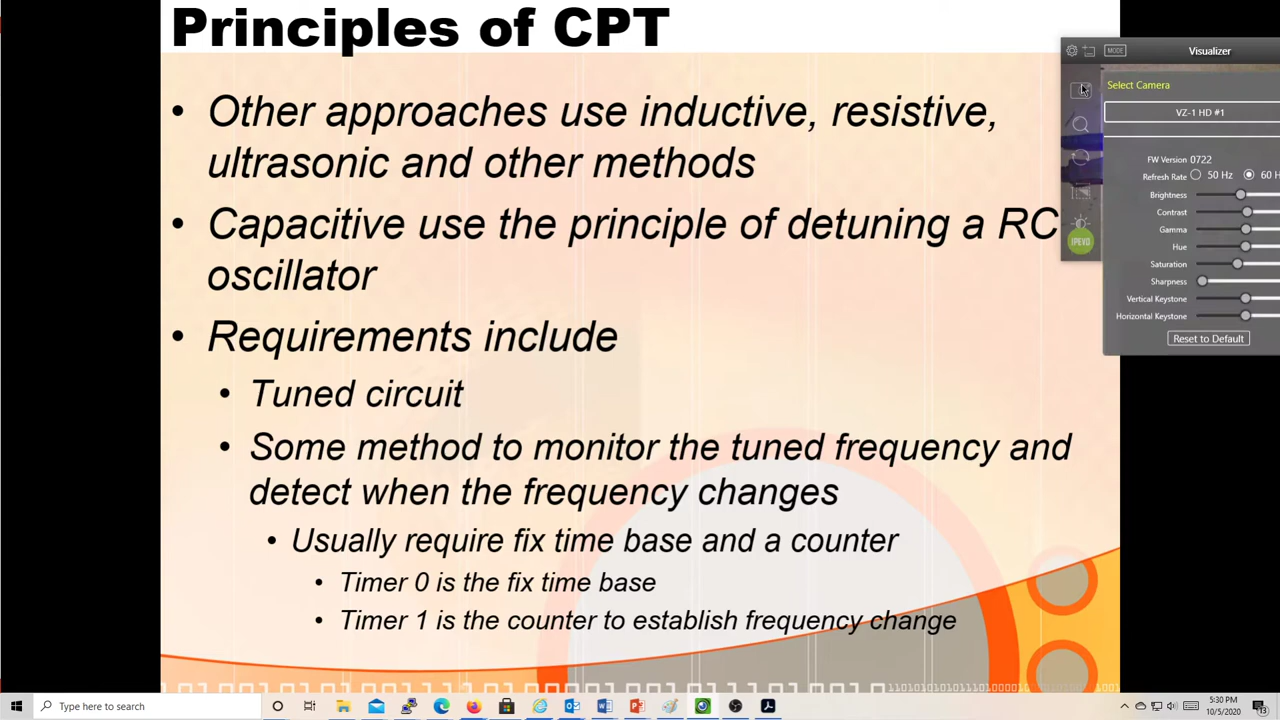 Principles of CPT
• Other approaches use inductive, resistive,
ultrasonic and other methods
• Capacitive use the principle of detuning a RC
oscillator
• Requirements include
• Tuned circuit
• Some method to monitor the tuned frequency and
detect when the frequency changes
• Usually require fix time base and a counter
• Timer 0 is the fix time base
• Timer 1 is the counter to establish frequency change
MODE
Visualizer
Select Camera
VZ-1 HD #1
FW Version 0722
Refresh Rate 50 Hz 60 H
Brightness
Contrast
Gamma
Hue
Saturation
Sharpness
Vertical Keystone
Horizontal Keystone
Reset to Default
IPEVO
Type here to search
5:30 PM
10/5/2020